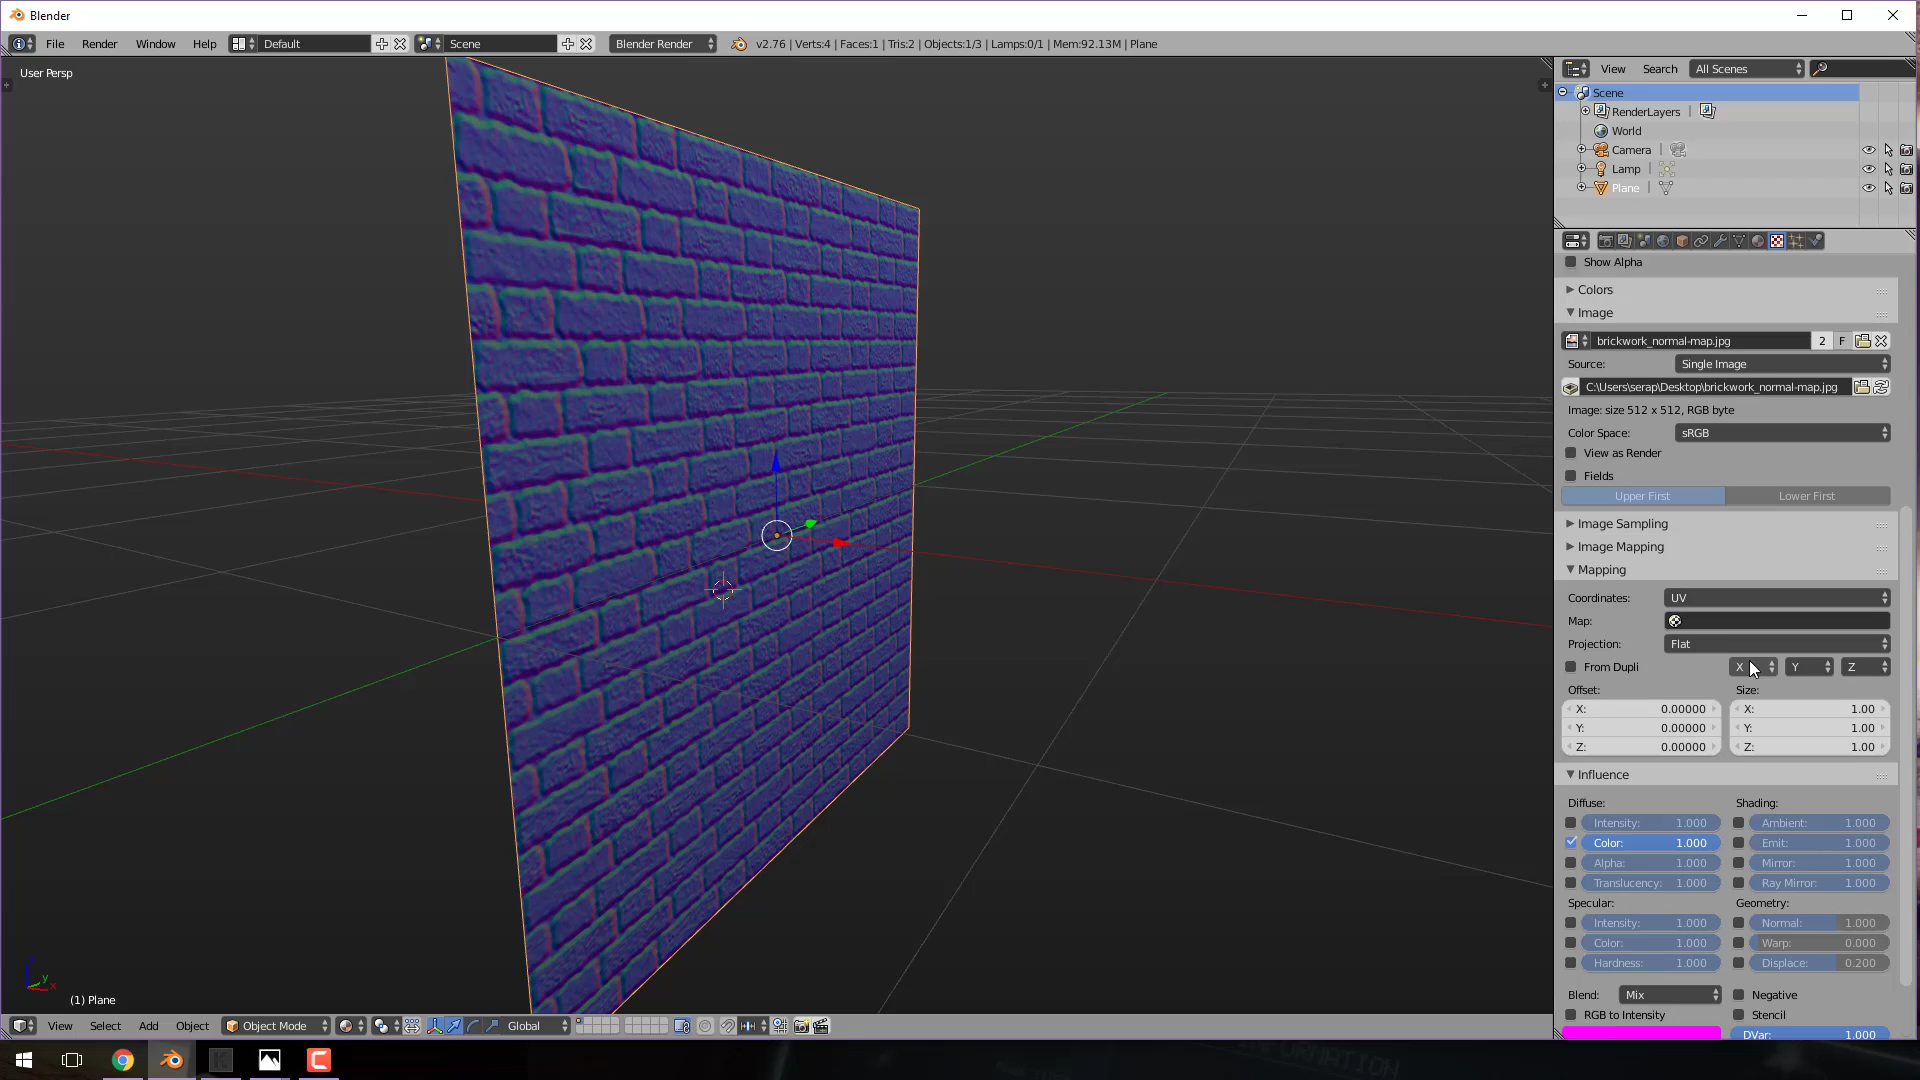 Blender
File Render Window Help Default Scene Blender Render v2.76 | Verts:4 | Faces:1 | Tris:2 | Objects:1/3 | Lamps:0/1 | Mem:92.13M | Plane
User Persp
View Search All Scenes
Scene
RenderLayers
World
Camera
Lamp
Plane
Show Alpha
Colors
Image
brickwork_normal-map.jpg 2 F
Source: Single Image
C:\Users\serap\Desktop\brickwork_normal-map.jpg
Image: size 512 x 512, RGB byte
Color Space: sRGB
View as Render
Fields
Upper First Lower First
Image Sampling
Image Mapping
Mapping
Coordinates: UV
Map:
Projection: Flat
From Dupli X Y Z
Offset: Size:
X: 0.00000 X: 1.00
Y: 0.00000 Y: 1.00
Z: 0.00000 Z: 1.00
Influence
Diffuse: Shading:
Intensity: 1.000 Ambient: 1.000
Color: 1.000 Emit: 1.000
Alpha: 1.000 Mirror: 1.000
Translucency: 1.000 Ray Mirror: 1.000
Specular: Geometry:
Intensity: 1.000 Normal: 1.000
Color: 1.000 Warp: 0.000
Hardness: 1.000 Displace: 0.200
Blend: Mix Negative
RGB to Intensity Stencil
DVar: 1.000
y
x
(1) Plane
View Select Add Object Object Mode Global